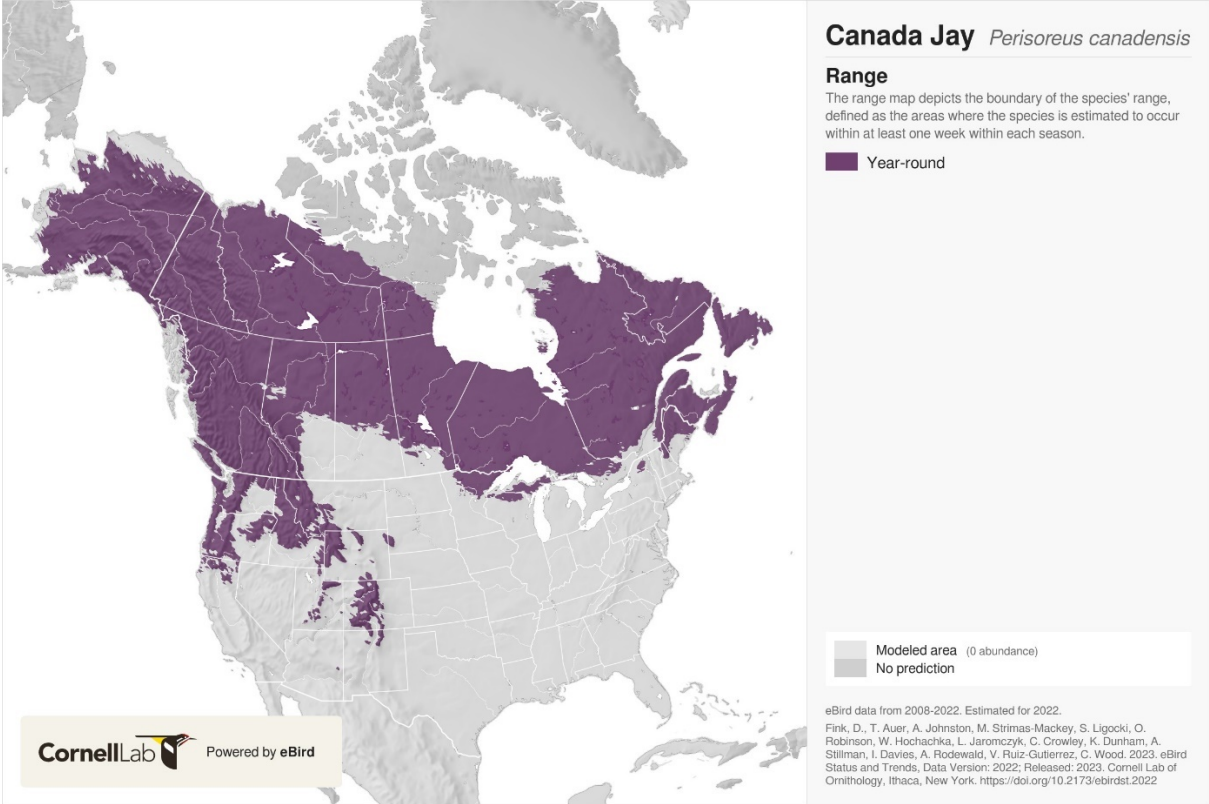 Canada Jay Perisoreus canadensis
Range
The range map depicts the boundary of the species' range,
defined as the areas where the species is estimated to occur
within at least one week within each season.
Year-round
Modeled area (0 abundance)
No prediction
eBird data from 2008-2022. Estimated for 2022.
Fink, D., T. Auer, A. Johnston, M. Strimas-Mackey, S. Ligocki, O.
Robinson, W. Hochachka, L. Jaromczyk, C. Crowley, K. Dunham, A.
Stillman, I. Davies, A. Rodewald, V. Ruiz-Gutierrez, C. Wood. 2023. eBird
Status and Trends, Data Version: 2022; Released: 2023. Cornell Lab of
Ornithology, Ithaca, New York. https://doi.org/10.2173/ebirdst.2022
CornellLab Powered by eBird